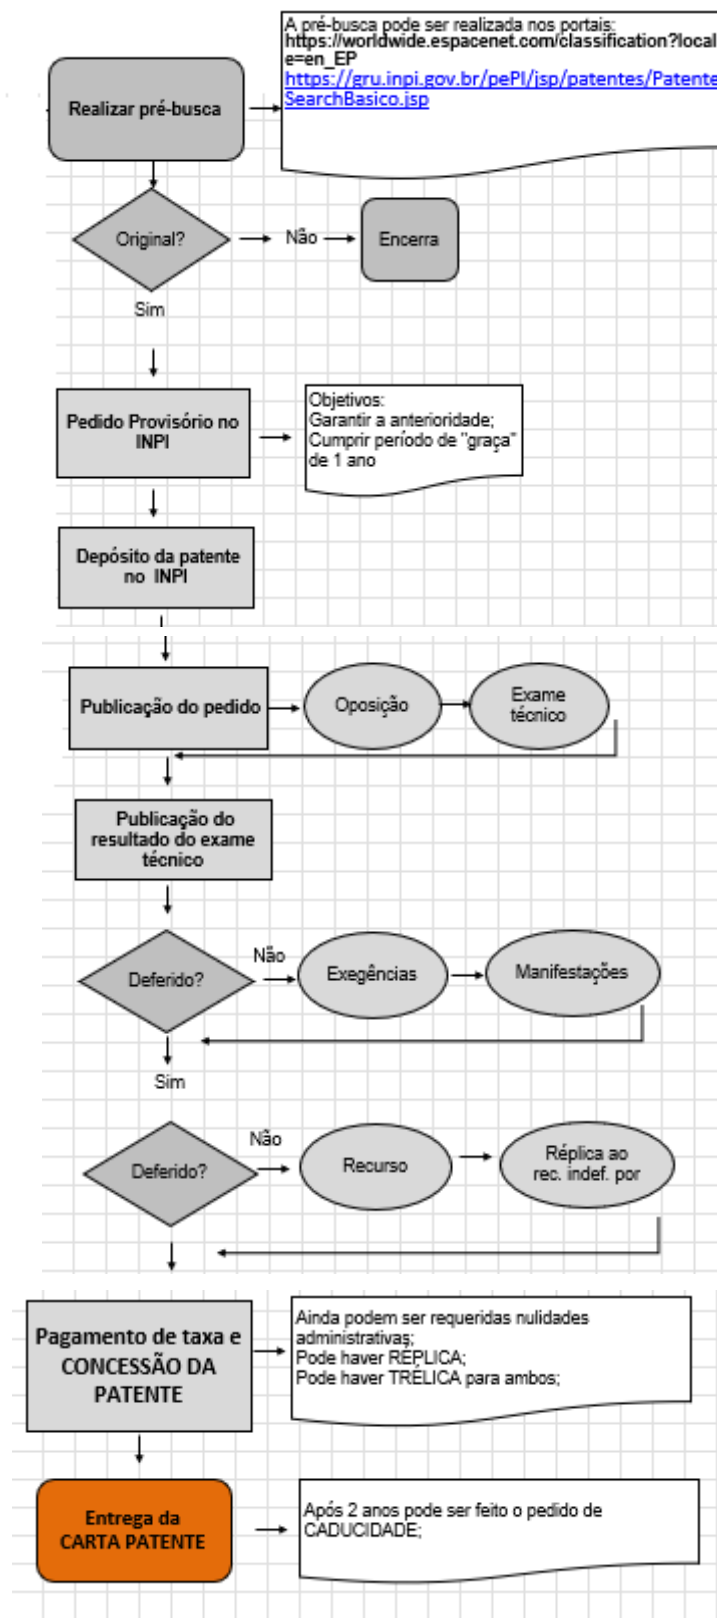 A pré-busca pode ser realizada nos portais:
https://worldwide.espacenet.com/classification?local
e=en_EP
https://gru.inpi.gov.br/pePI/jsp/patentes/Patente
SearchBasico.jsp
Realizar pré-busca
Original?
Não
Encerra
Sim
Pedido Provisório no
INPI
Objetivos:
Garantir a anterioridade;
Cumprir período de "graça"
de 1 ano
Depósito da patente
no INPI
Publicação do pedido
Oposição
Exame
técnico
Publicação do
resultado do exame
técnico
Deferido?
Não
Exegências
Manifestações
Sim
Deferido?
Não
Recurso
Réplica ao
rec. indef. por
Pagamento de taxa e
CONCESSÃO DA
PATENTE
Ainda podem ser requeridas nulidades
administrativas;
Pode haver RÉPLICA;
Pode haver TRÉLICA para ambos;
Entrega da
CARTA PATENTE
Após 2 anos pode ser feito o pedido de
CADUCIDADE;